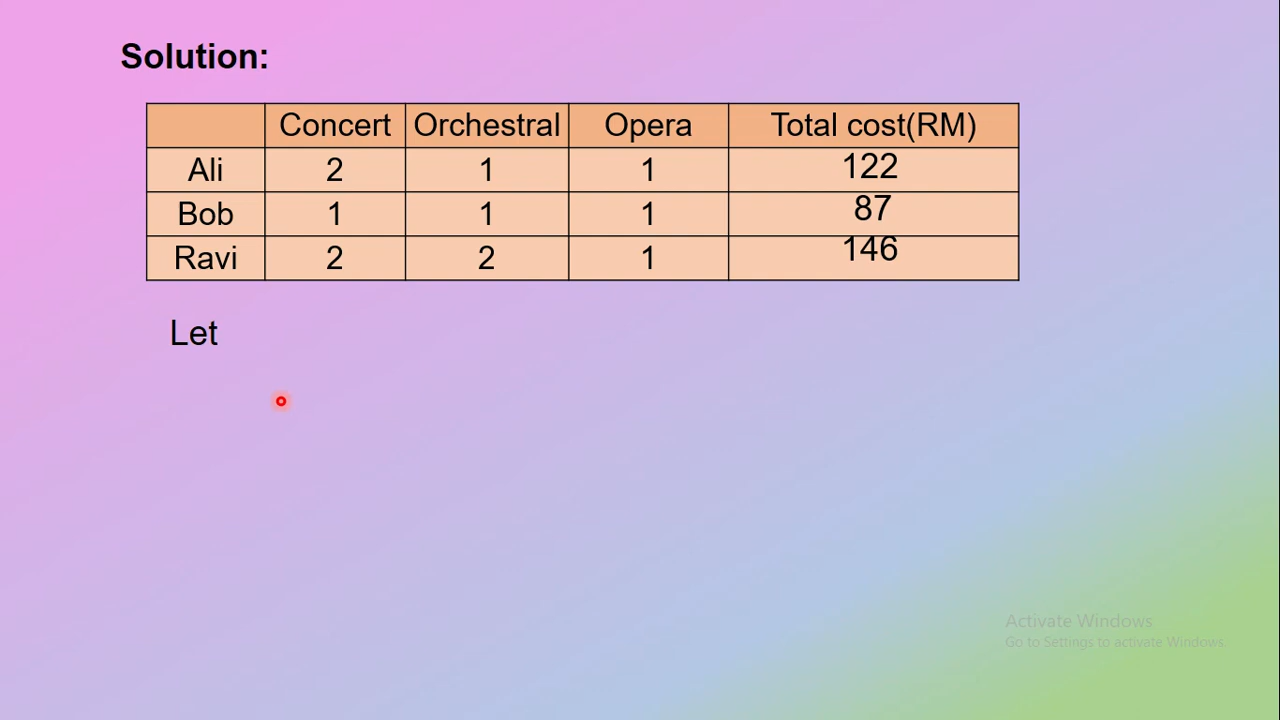 Solution:
Concert Orchestral Opera Total cost(RM)
Ali 2 1 1 122
Bob 1 1 1 87
Ravi 2 2 1 146
Let
Activate Windows
Go to Settings to activate Windows.